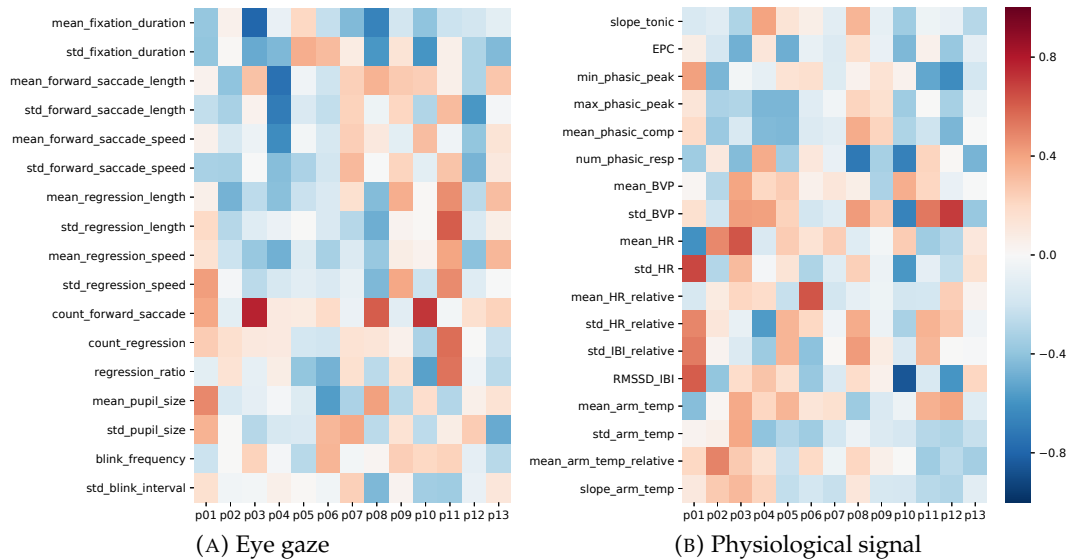 mean_fixation_duration
std_fixation_duration
mean_forward_saccade_length
std_forward_saccade_length
mean_forward_saccade_speed
std_forward_saccade_speed
mean_regression_length
std_regression_length
mean_regression_speed
std_regression_speed
count_forward_saccade
count_regression
regression_ratio
mean_pupil_size
std_pupil_size
blink_frequency
std_blink_interval
p01 p02 p03 p04 p05 p06 p07 p08 p09 p10 p11 p12 p13
(A) Eye gaze
slope_tonic
EPC
min_phasic_peak
max_phasic_peak
mean_phasic_comp
num_phasic_resp
mean_BVP
std_BVP
mean_HR
std_HR
mean_HR_relative
std_HR_relative
std_IBI_relative
RMSSD_IBI
mean_arm_temp
std_arm_temp
mean_arm_temp_relative
slope_arm_temp
p01 p02 p03 p04 p05 p06 p07 p08 p09 p10 p11 p12 p13
(B) Physiological signal
0.8
0.4
0.0
−0.4
−0.8